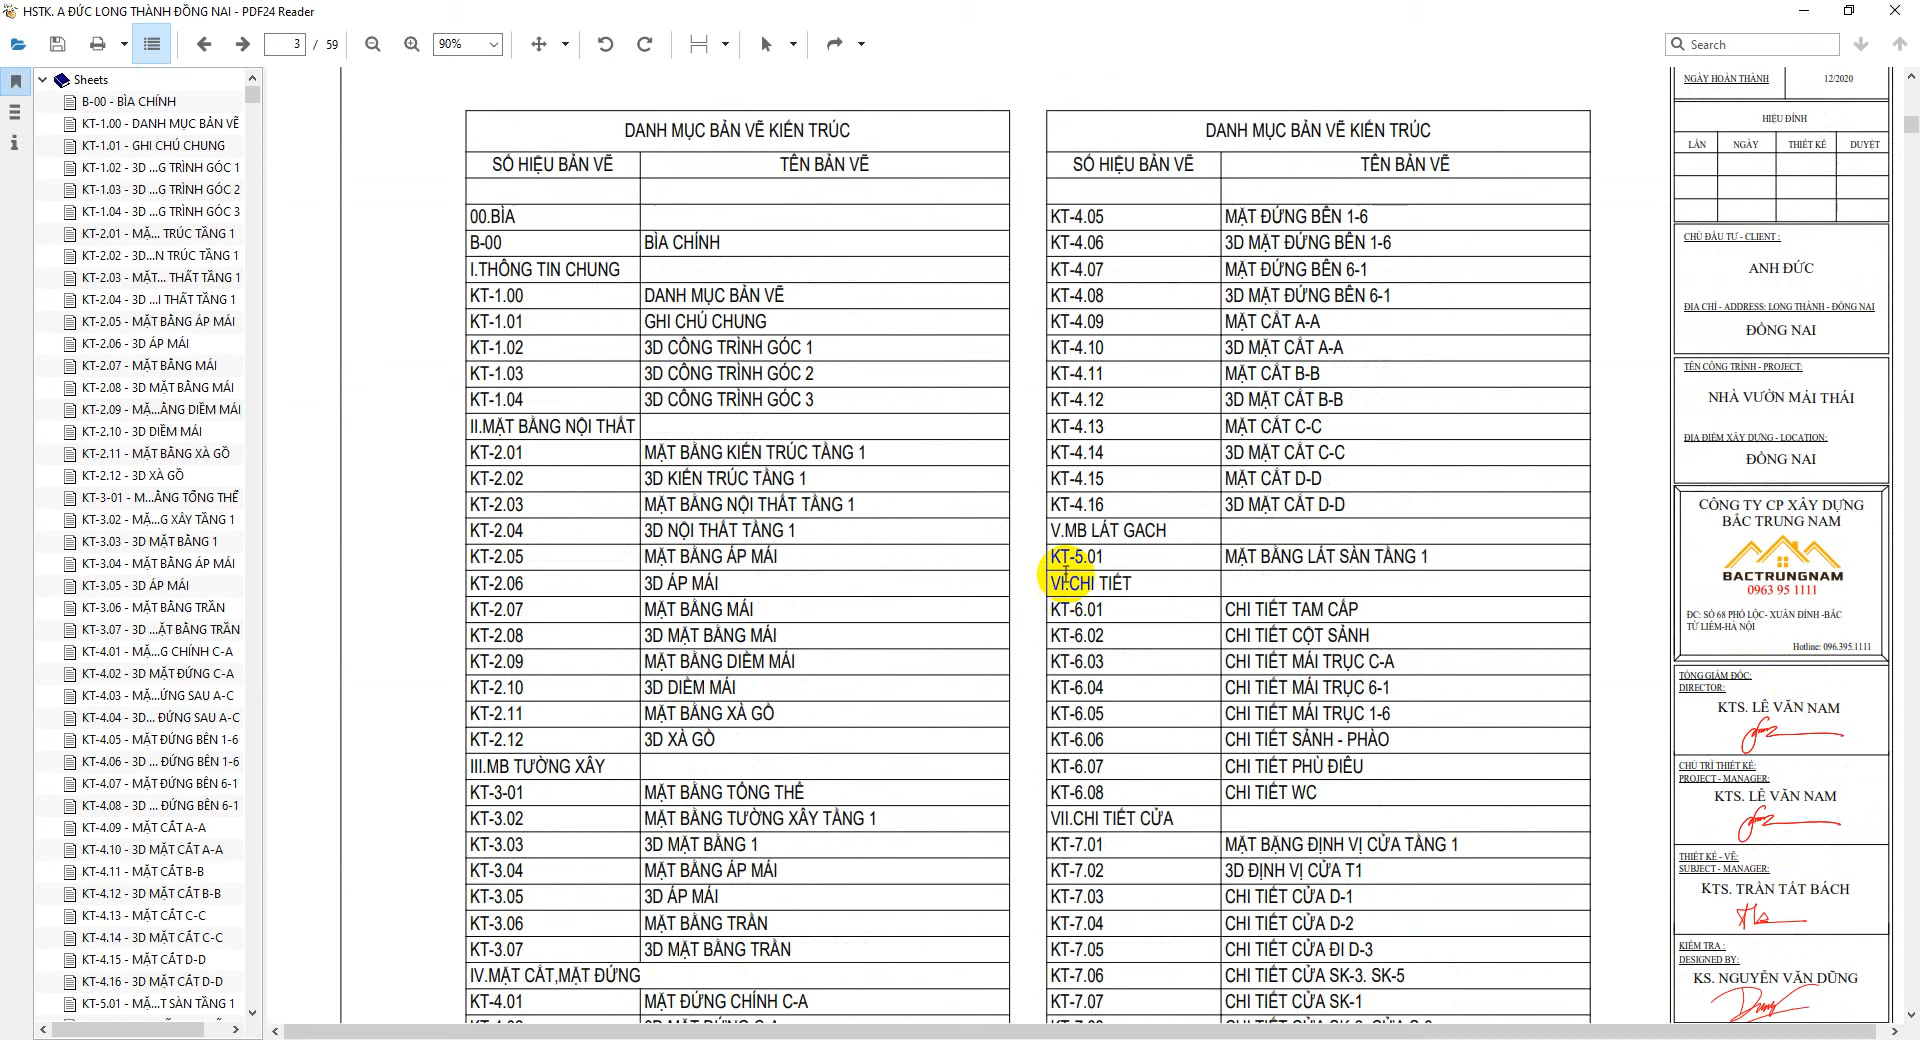 HSTK. A ĐỨC LONG THÀNH ĐỒNG NAI - PDF24 Reader
3 / 59
90%
Search
Sheets
B-00 - BÌA CHÍNH
KT-1.00 - DANH MỤC BẢN VẼ
KT-1.01 - GHI CHÚ CHUNG
KT-1.02 - 3D ...G TRÌNH GÓC 1
KT-1.03 - 3D ...G TRÌNH GÓC 2
KT-1.04 - 3D ...G TRÌNH GÓC 3
KT-2.01 - MẶ... TRÚC TẦNG 1
KT-2.02 - 3D...N TRÚC TẦNG 1
KT-2.03 - MẶT... THẤT TẦNG 1
KT-2.04 - 3D ...I THẤT TẦNG 1
KT-2.05 - MẶT BẰNG ÁP MÁI
KT-2.06 - 3D ÁP MÁI
KT-2.07 - MẶT BẰNG MÁI
KT-2.08 - 3D MẶT BẰNG MÁI
KT-2.09 - MẶ...ẰNG DIỀM MÁI
KT-2.10 - 3D DIỀM MÁI
KT-2.11 - MẶT BẰNG XÀ GỒ
KT-2.12 - 3D XÀ GỒ
KT-3-01 - M...ẰNG TỔNG THỂ
KT-3.02 - MẶ...G XÂY TẦNG 1
KT-3.03 - 3D MẶT BẰNG 1
KT-3.04 - MẶT BẰNG ÁP MÁI
KT-3.05 - 3D ÁP MÁI
KT-3.06 - MẶT BẰNG TRẦN
KT-3.07 - 3D ...ẶT BẰNG TRẦN
KT-4.01 - MẶ...G CHÍNH C-A
KT-4.02 - 3D MẶT ĐỨNG C-A
KT-4.03 - MẶ...ỨNG SAU A-C
KT-4.04 - 3D... ĐỨNG SAU A-C
KT-4.05 - MẶT ĐỨNG BÊN 1-6
KT-4.06 - 3D ... ĐỨNG BÊN 1-6
KT-4.07 - MẶT ĐỨNG BÊN 6-1
KT-4.08 - 3D ... ĐỨNG BÊN 6-1
KT-4.09 - MẶT CẮT A-A
KT-4.10 - 3D MẶT CẮT A-A
KT-4.11 - MẶT CẮT B-B
KT-4.12 - 3D MẶT CẮT B-B
KT-4.13 - MẶT CẮT C-C
KT-4.14 - 3D MẶT CẮT C-C
KT-4.15 - MẶT CẮT D-D
KT-4.16 - 3D MẶT CẮT D-D
KT-5.01 - MẶ...T SÀN TẦNG 1
DANH MỤC BẢN VẼ KIẾN TRÚC
SỐ HIỆU BẢN VẼ TÊN BẢN VẼ
00.BÌA
B-00 BÌA CHÍNH
I.THÔNG TIN CHUNG
KT-1.00 DANH MỤC BẢN VẼ
KT-1.01 GHI CHÚ CHUNG
KT-1.02 3D CÔNG TRÌNH GÓC 1
KT-1.03 3D CÔNG TRÌNH GÓC 2
KT-1.04 3D CÔNG TRÌNH GÓC 3
II.MẶT BẰNG NỘI THẤT
KT-2.01 MẶT BẰNG KIẾN TRÚC TẦNG 1
KT-2.02 3D KIẾN TRÚC TẦNG 1
KT-2.03 MẶT BẰNG NỘI THẤT TẦNG 1
KT-2.04 3D NỘI THẤT TẦNG 1
KT-2.05 MẶT BẰNG ÁP MÁI
KT-2.06 3D ÁP MÁI
KT-2.07 MẶT BẰNG MÁI
KT-2.08 3D MẶT BẰNG MÁI
KT-2.09 MẶT BẰNG DIỀM MÁI
KT-2.10 3D DIỀM MÁI
KT-2.11 MẶT BẰNG XÀ GỒ
KT-2.12 3D XÀ GỒ
III.MB TƯỜNG XÂY
KT-3-01 MẶT BẰNG TỔNG THỂ
KT-3.02 MẶT BẰNG TƯỜNG XÂY TẦNG 1
KT-3.03 3D MẶT BẰNG 1
KT-3.04 MẶT BẰNG ÁP MÁI
KT-3.05 3D ÁP MÁI
KT-3.06 MẶT BẰNG TRẦN
KT-3.07 3D MẶT BẰNG TRẦN
IV.MẶT CẮT,MẶT ĐỨNG
KT-4.01 MẶT ĐỨNG CHÍNH C-A
DANH MỤC BẢN VẼ KIẾN TRÚC
SỐ HIỆU BẢN VẼ TÊN BẢN VẼ
KT-4.05 MẶT ĐỨNG BÊN 1-6
KT-4.06 3D MẶT ĐỨNG BÊN 1-6
KT-4.07 MẶT ĐỨNG BÊN 6-1
KT-4.08 3D MẶT ĐỨNG BÊN 6-1
KT-4.09 MẶT CẮT A-A
KT-4.10 3D MẶT CẮT A-A
KT-4.11 MẶT CẮT B-B
KT-4.12 3D MẶT CẮT B-B
KT-4.13 MẶT CẮT C-C
KT-4.14 3D MẶT CẮT C-C
KT-4.15 MẶT CẮT D-D
KT-4.16 3D MẶT CẮT D-D
V.MB LÁT GẠCH
KT-5.01 MẶT BẰNG LÁT SÀN TẦNG 1
VI.CHI TIẾT
KT-6.01 CHI TIẾT TAM CẤP
KT-6.02 CHI TIẾT CỘT SẢNH
KT-6.03 CHI TIẾT MÁI TRỤC C-A
KT-6.04 CHI TIẾT MÁI TRỤC 6-1
KT-6.05 CHI TIẾT MÁI TRỤC 1-6
KT-6.06 CHI TIẾT SẢNH - PHÀO
KT-6.07 CHI TIẾT PHÙ ĐIÊU
KT-6.08 CHI TIẾT WC
VII.CHI TIẾT CỬA
KT-7.01 MẶT BẶNG ĐỊNH VỊ CỬA TẦNG 1
KT-7.02 3D ĐỊNH VỊ CỬA T1
KT-7.03 CHI TIẾT CỬA D-1
KT-7.04 CHI TIẾT CỬA D-2
KT-7.05 CHI TIẾT CỬA ĐI D-3
KT-7.06 CHI TIẾT CỬA SK-3. SK-5
KT-7.07 CHI TIẾT CỬA SK-1
NGÀY HOÀN THÀNH 12/2020
HIỆU ĐÍNH
LẦN NGÀY THIẾT KẾ DUYỆT
CHỦ ĐẦU TƯ - CLIENT :
ANH ĐỨC
ĐỊA CHỈ - ADDRESS: LONG THÀNH - ĐỒNG NAI
ĐỒNG NAI
TÊN CÔNG TRÌNH - PROJECT:
NHÀ VƯỜN MÁI THÁI
ĐỊA ĐIỂM XÂY DỰNG - LOCATION:
ĐỒNG NAI
CÔNG TY CP XÂY DỰNG
BẮC TRUNG NAM
BACTRUNGNAM
0963 95 1111
ĐC: SỐ 68 PHỐ LỘC- XUÂN ĐỈNH -BẮC
TỪ LIÊM-HÀ NỘI
Hotline: 096.395.1111
TỔNG GIÁM ĐỐC:
DIRECTOR:
KTS. LÊ VĂN NAM
CHỦ TRÌ THIẾT KẾ:
PROJECT - MANAGER:
KTS. LÊ VĂN NAM
THIẾT KẾ - VẼ:
SUBJECT - MANAGER:
KTS. TRẦN TẤT BÁCH
KIỂM TRA :
DESIGNED BY:
KS. NGUYỄN VĂN DŨNG